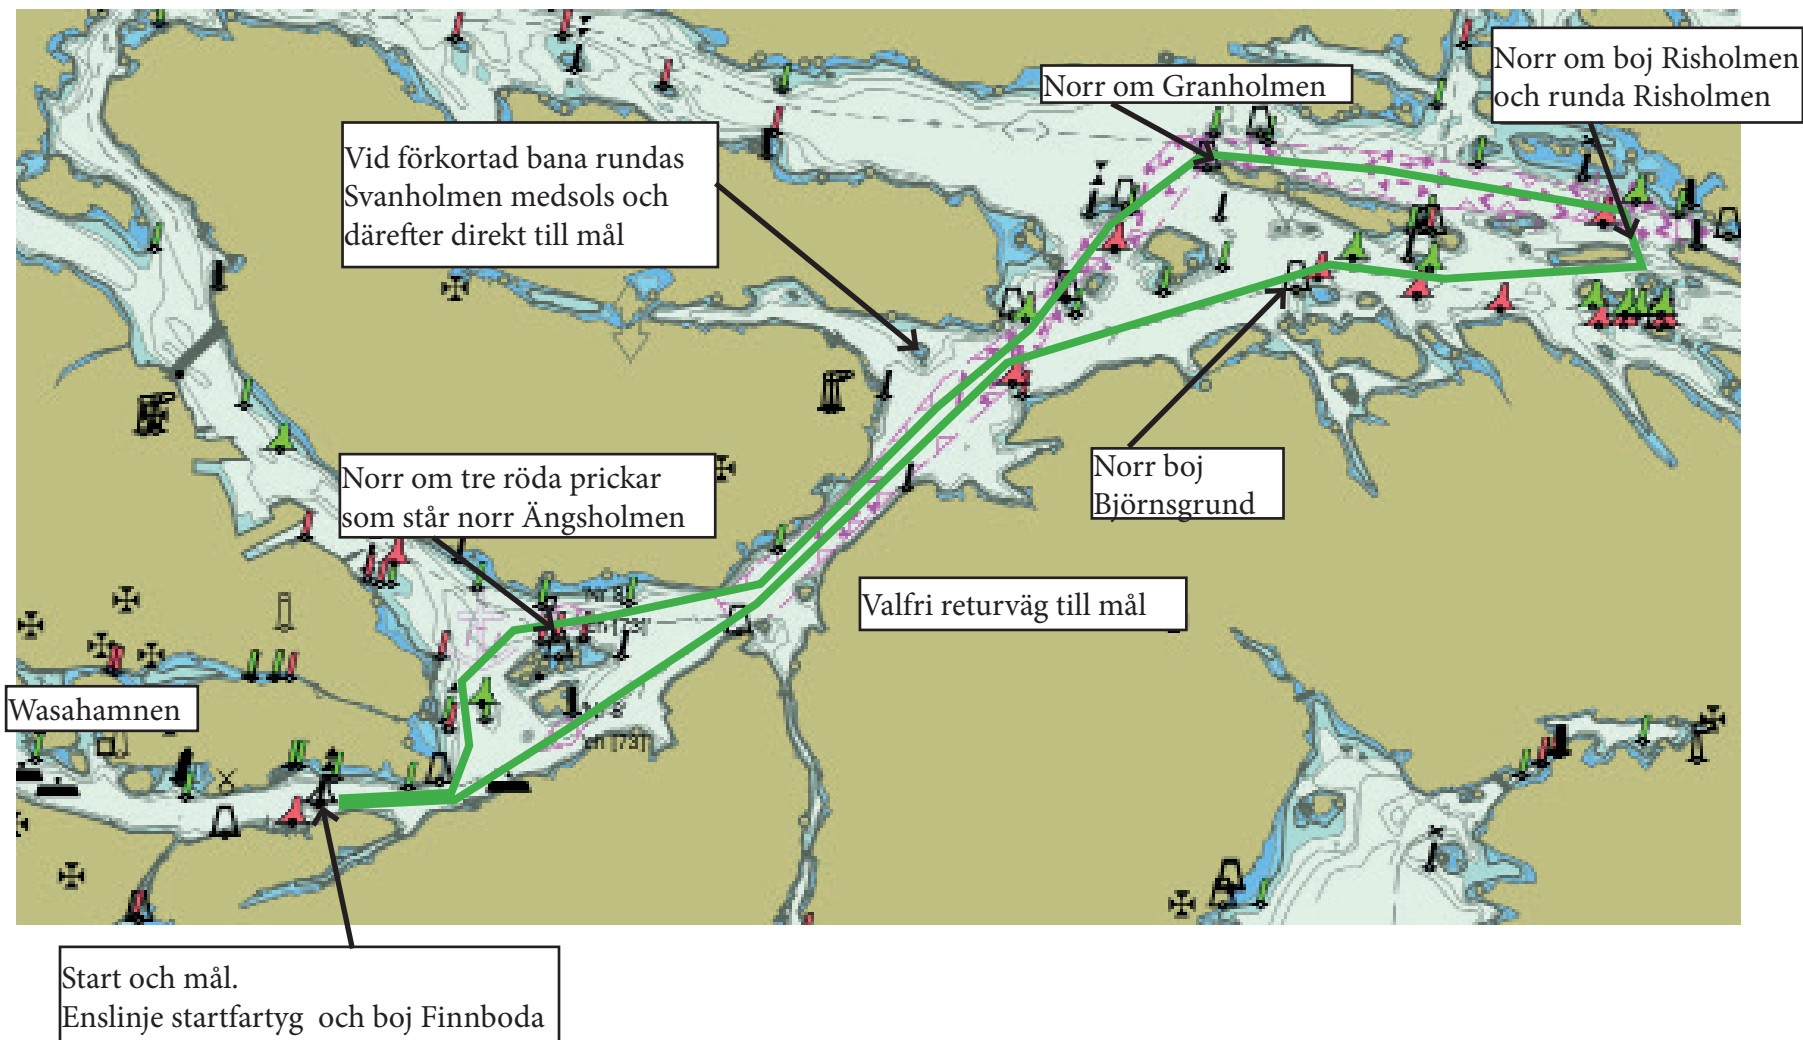 Norr om boj Risholmen
och runda Risholmen
Norr om Granholmen
Vid förkortad bana rundas
Svanholmen medsols och
därefter direkt till mål
Norr om tre röda prickar
som står norr Ängsholmen
Norr boj
Björnsgrund
Valfri returväg till mål
Wasahamnen
Start och mål.
Enslinje startfartyg och boj Finnboda